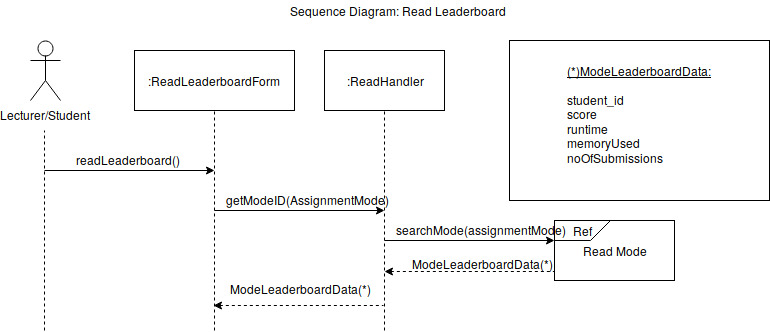 Sequence Diagram: Read Leaderboard
Lecturer/Student
:ReadLeaderboardForm
:ReadHandler
(*)ModeLeaderboardData:
student_id
score
runtime
memoryUsed
noOfSubmissions
readLeaderboard()
getModeID(AssignmentMode)
searchMode(assignmentMode)
Ref
Read Mode
ModeLeaderboardData(*)
ModeLeaderboardData(*)